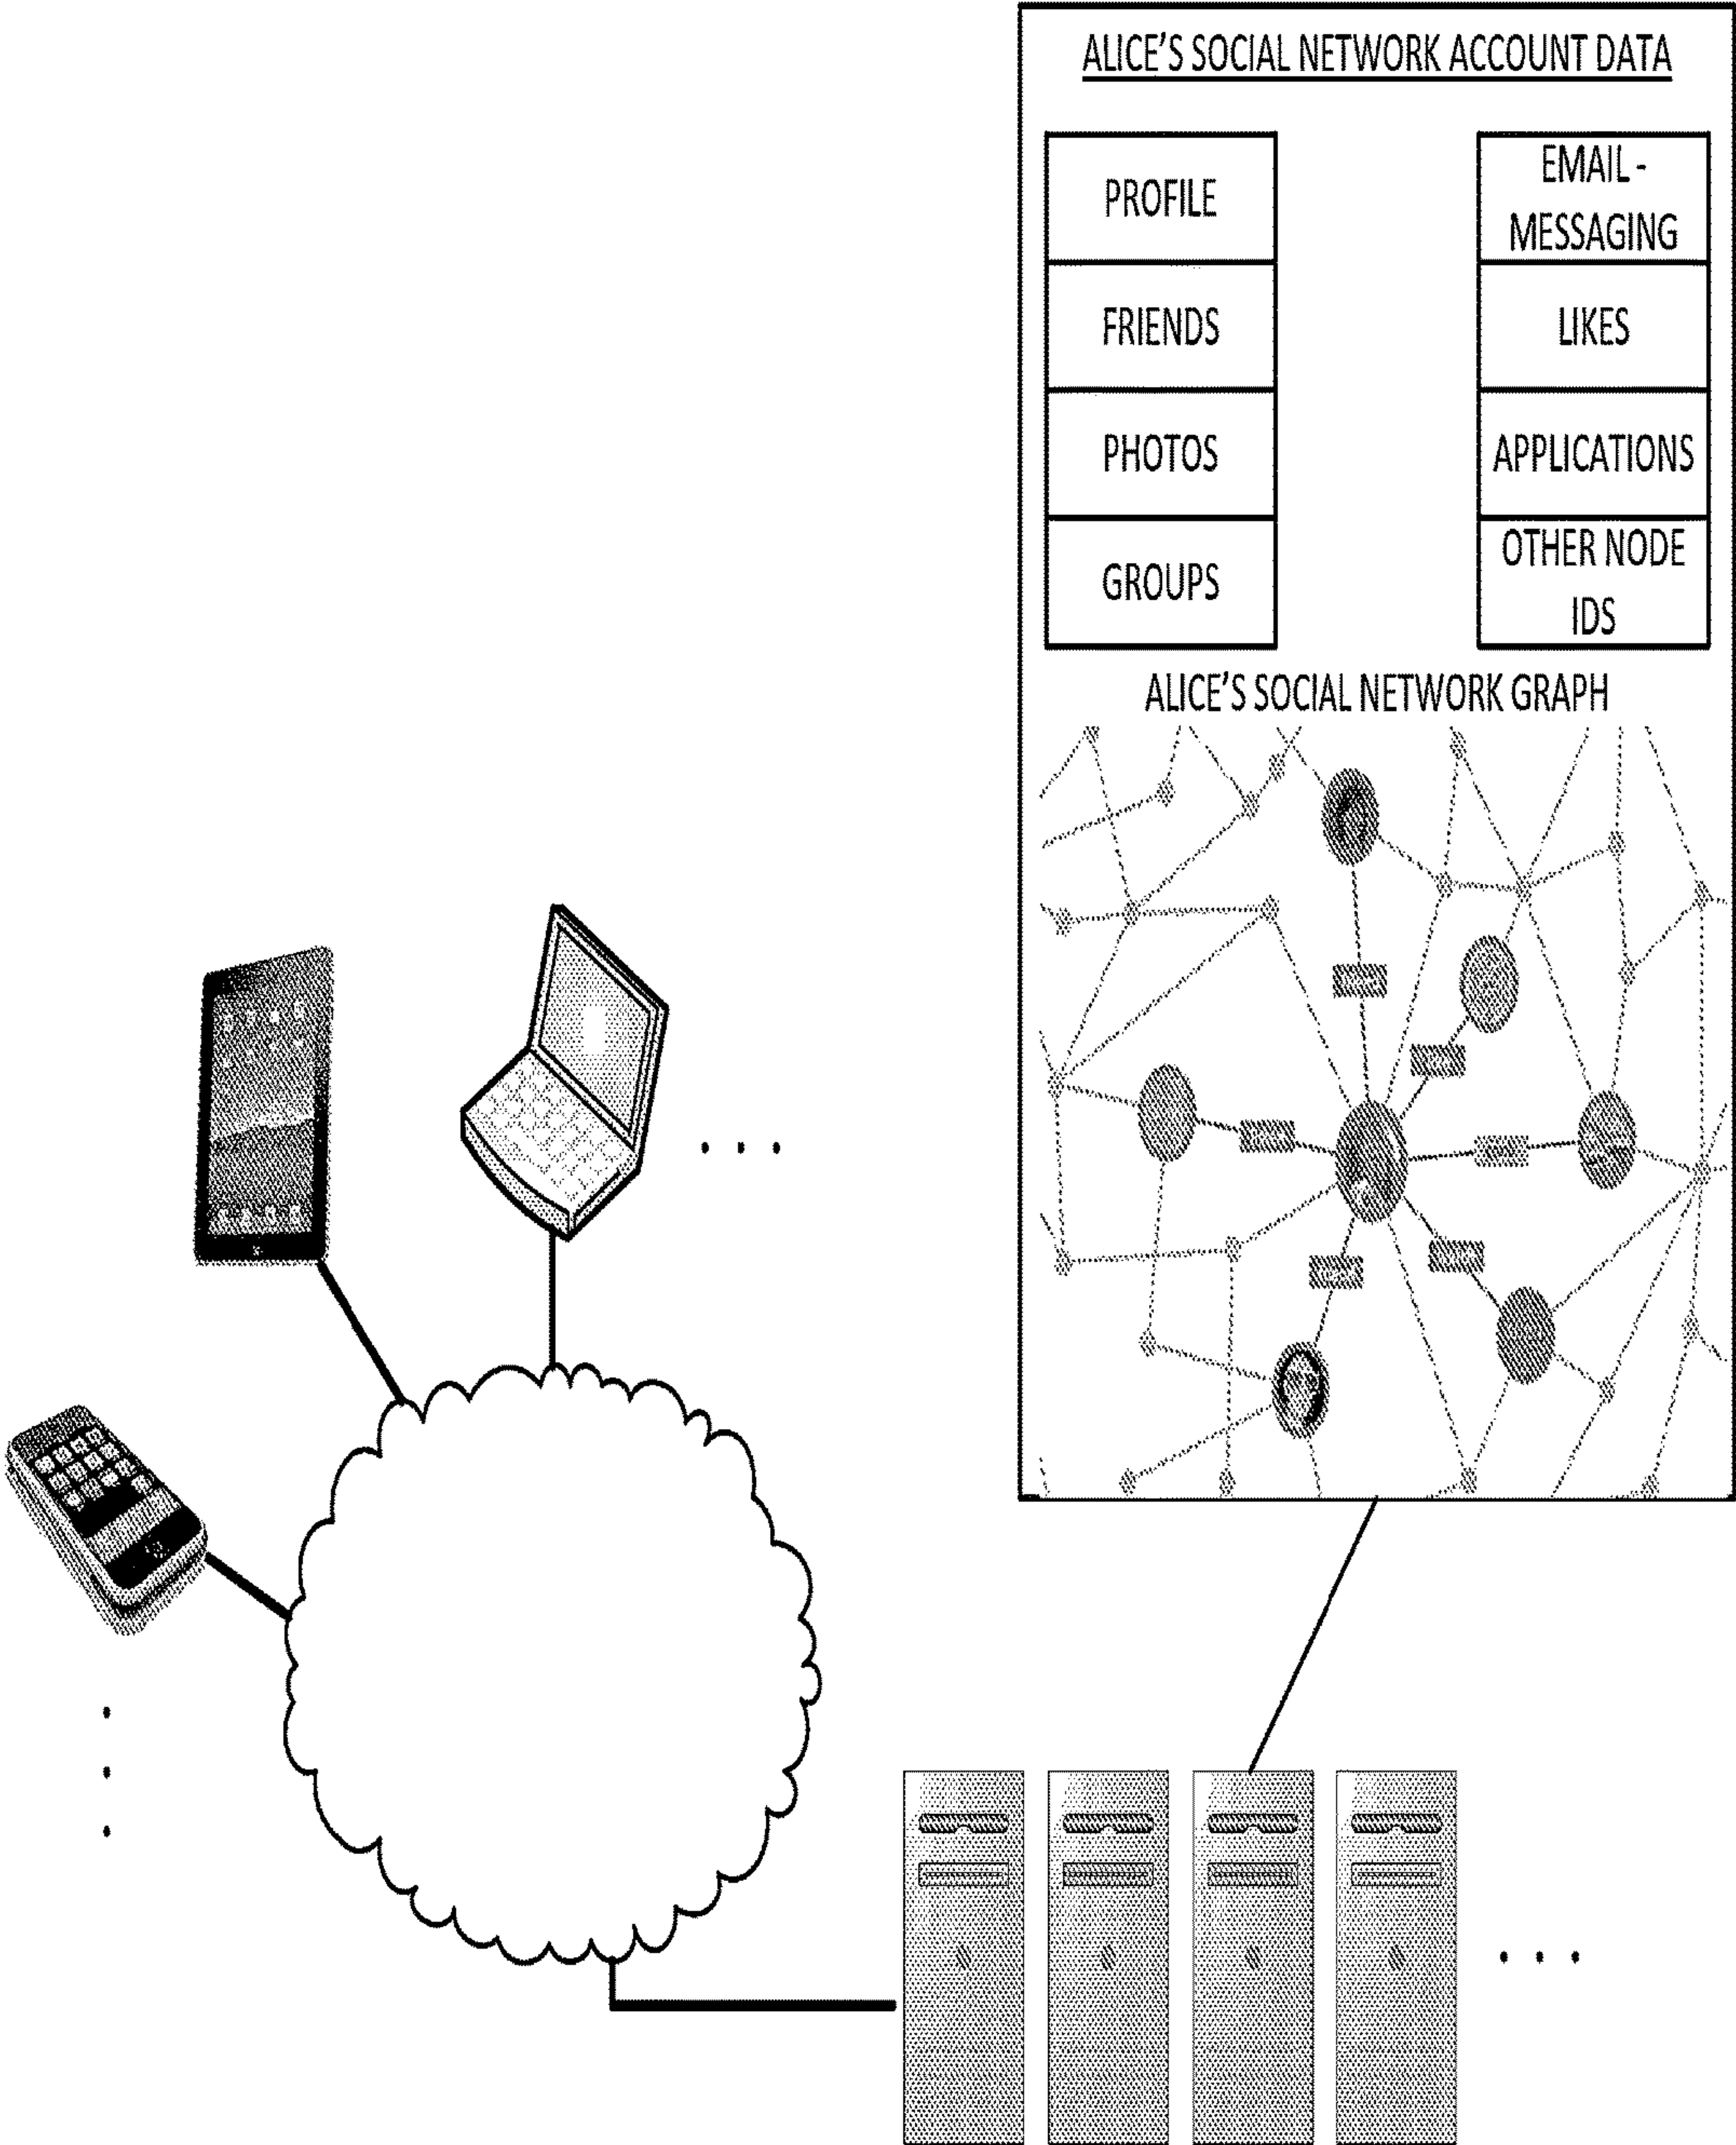 ALICE'S SOCIAL NETWORK ACCOUNT DATA
PROFILE
FRIENDS
PHOTOS
GROUPS
EMAIL -
MESSAGING
LIKES
APPLICATIONS
OTHER NODE
IDS
ALICE'S SOCIAL NETWORK GRAPH